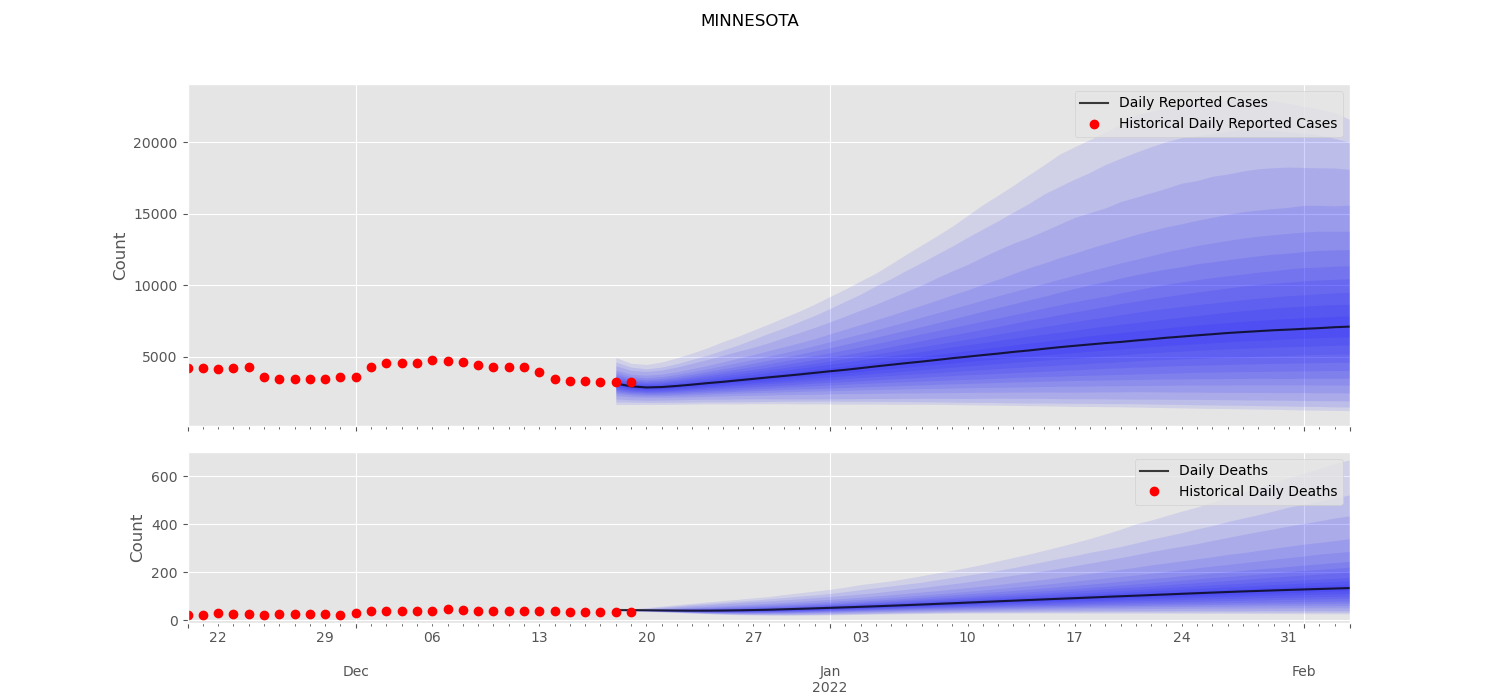 MINNESOTA
Daily Reported Cases
Historical Daily Reported Cases
20000
15000
10000
5000
Count
Daily Deaths
Historical Daily Deaths
600
400
200
0
Count
22 29 06 13 20 27 03 10 17 24 31
Dec Jan Feb
2022